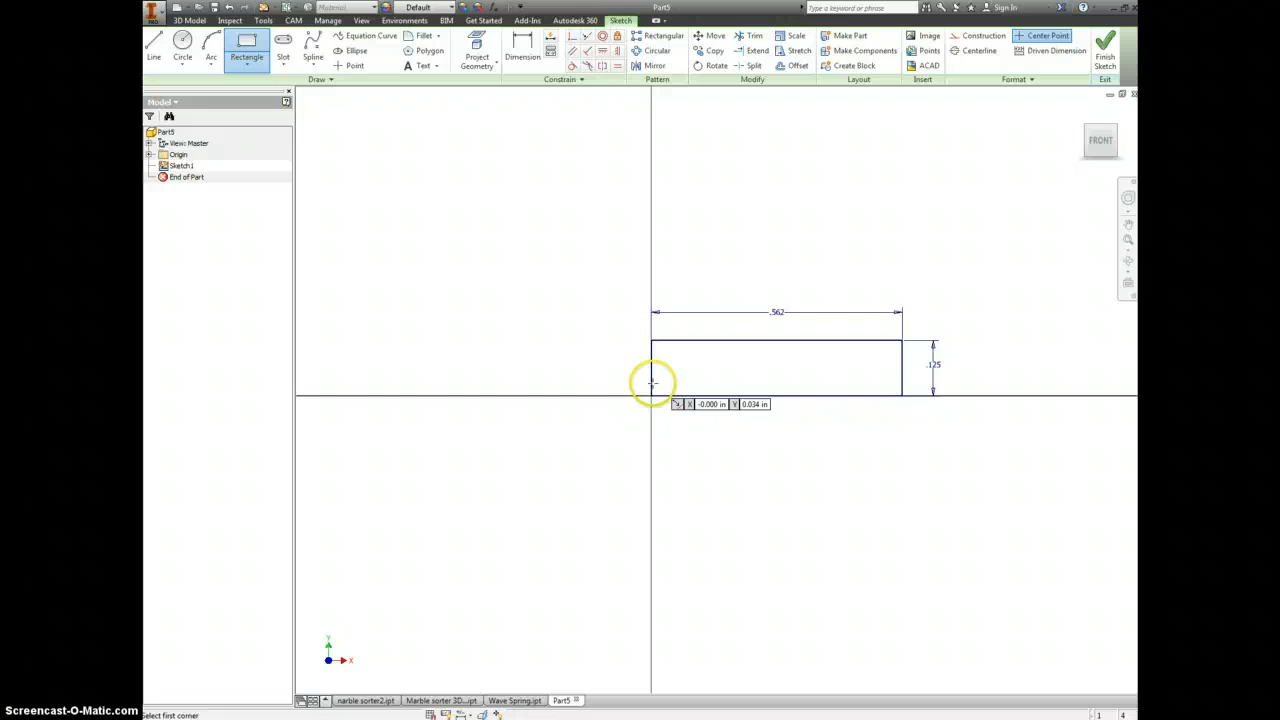 Material
Default
Part5
Type a keyword or phrase
Sign In
PRO
3D Model Inspect Tools CAM Manage View Environments BIM Get Started Add-Ins Autodesk 360 Sketch
Line Circle Arc Rectangle Slot Spline
Equation Curve Fillet
Ellipse Polygon
Point Text
Project Geometry
Dimension
Rectangular
Circular
Mirror
Move Trim Scale
Copy Extend Stretch
Rotate Split Offset
Make Part
Make Components
Create Block
Image
Points
ACAD
Construction Center Point
Centerline Driven Dimension
Finish Sketch
Draw Constrain Pattern Modify Layout Insert Format Exit
Model
Part5
View: Master
Origin
Sketch1
End of Part
FRONT
.562
.125
X -0.000 in Y 0.034 in
Y
X
narble sorter2.ipt Marble sorter 3D...ipt Wave Spring.ipt Part5
Select first corner
1 4
Screencast-O-Matic.com